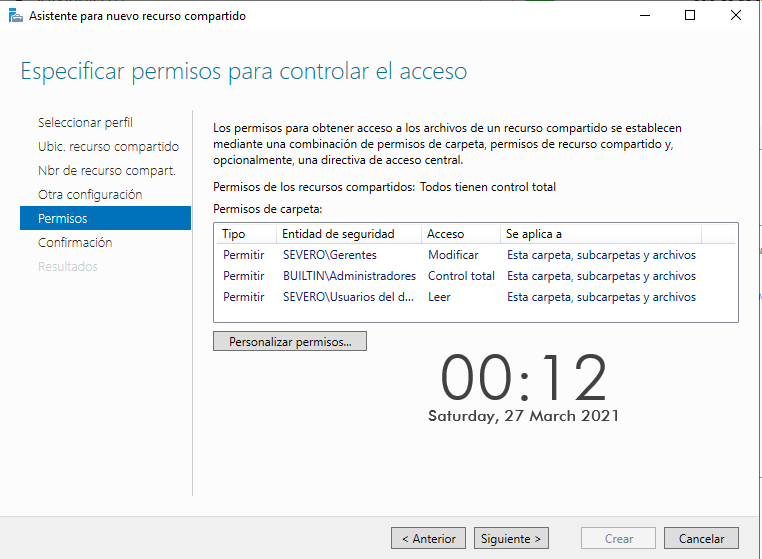 Asistente para nuevo recurso compartido
Especificar permisos para controlar el acceso
Seleccionar perfil
Ubic. recurso compartido
Nbr de recurso compart.
Otra configuración
Permisos
Confirmación
Resultados
Los permisos para obtener acceso a los archivos de un recurso compartido se establecen
mediante una combinación de permisos de carpeta, permisos de recurso compartido y,
opcionalmente, una directiva de acceso central.
Permisos de los recursos compartidos: Todos tienen control total
Permisos de carpeta:
Tipo Entidad de seguridad Acceso Se aplica a
Permitir SEVERO\Gerentes Modificar Esta carpeta, subcarpetas y archivos
Permitir BUILTIN\Administradores Control total Esta carpeta, subcarpetas y archivos
Permitir SEVERO\Usuarios del d... Leer Esta carpeta, subcarpetas y archivos
Personalizar permisos...
00:12
Saturday, 27 March 2021
< Anterior Siguiente > Crear Cancelar